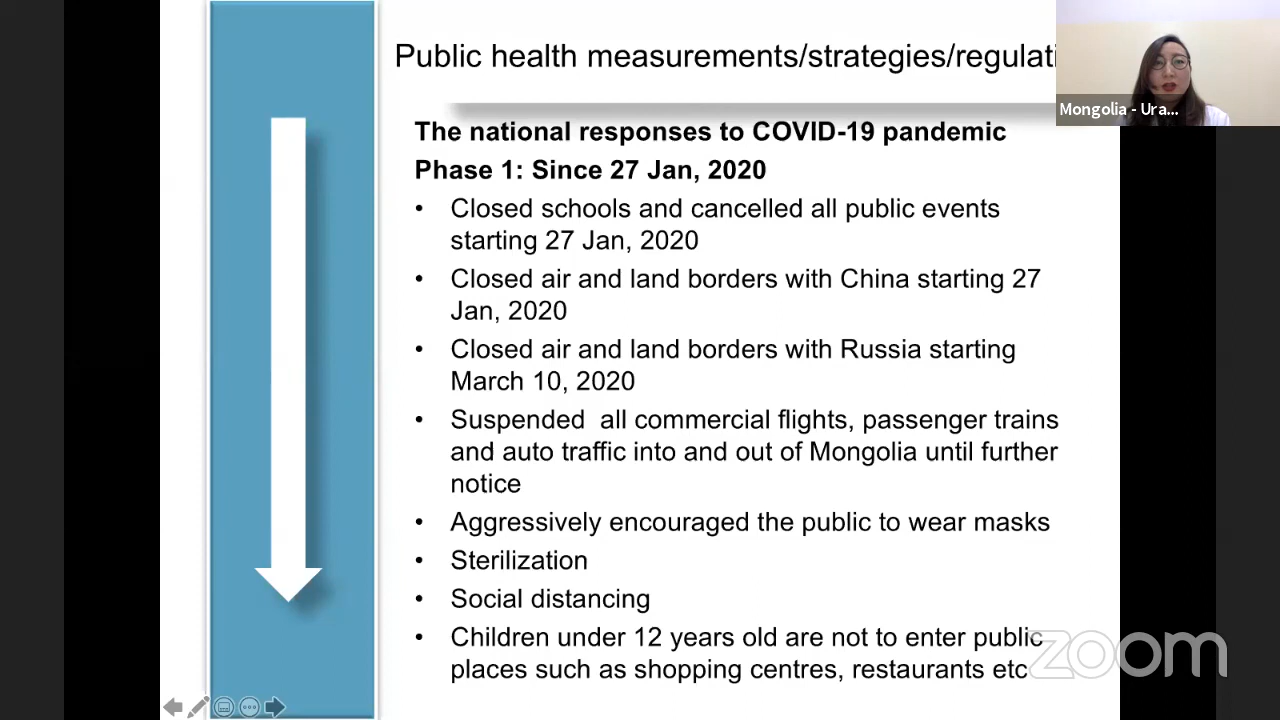 Public health measurements/strategies/regulati
Mongolia - Ura...
The national responses to COVID-19 pandemic
Phase 1: Since 27 Jan, 2020
• Closed schools and cancelled all public events
starting 27 Jan, 2020
• Closed air and land borders with China starting 27
Jan, 2020
• Closed air and land borders with Russia starting
March 10, 2020
• Suspended  all commercial flights, passenger trains
and auto traffic into and out of Mongolia until further
notice
• Aggressively encouraged the public to wear masks
• Sterilization
• Social distancing
• Children under 12 years old are not to enter public
places such as shopping centres, restaurants etc
zoom